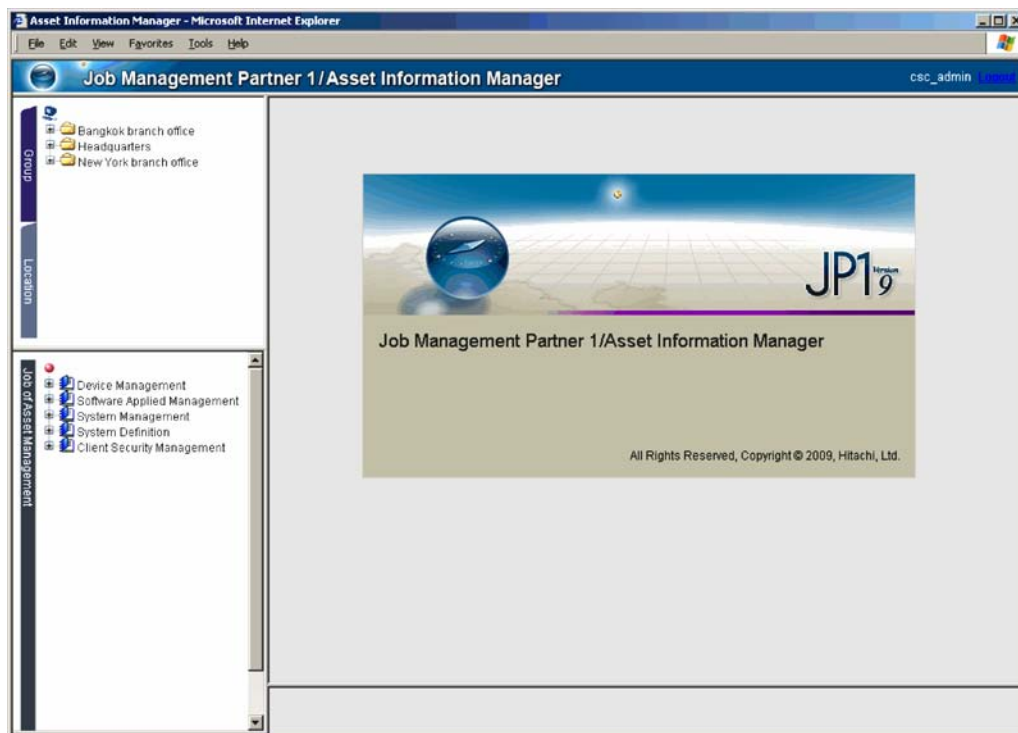 Asset Information Manager - Microsoft Internet Explorer
File Edit View Favorites Tools Help
Job Management Partner 1/Asset Information Manager
csc_admin Logout
Group
Location
Bangkok branch office
Headquarters
New York branch office
JP1 Version 9
Job Management Partner 1/Asset Information Manager
All Rights Reserved, Copyright © 2009, Hitachi, Ltd.
Job of Asset Management
Device Management
Software Applied Management
System Management
System Definition
Client Security Management